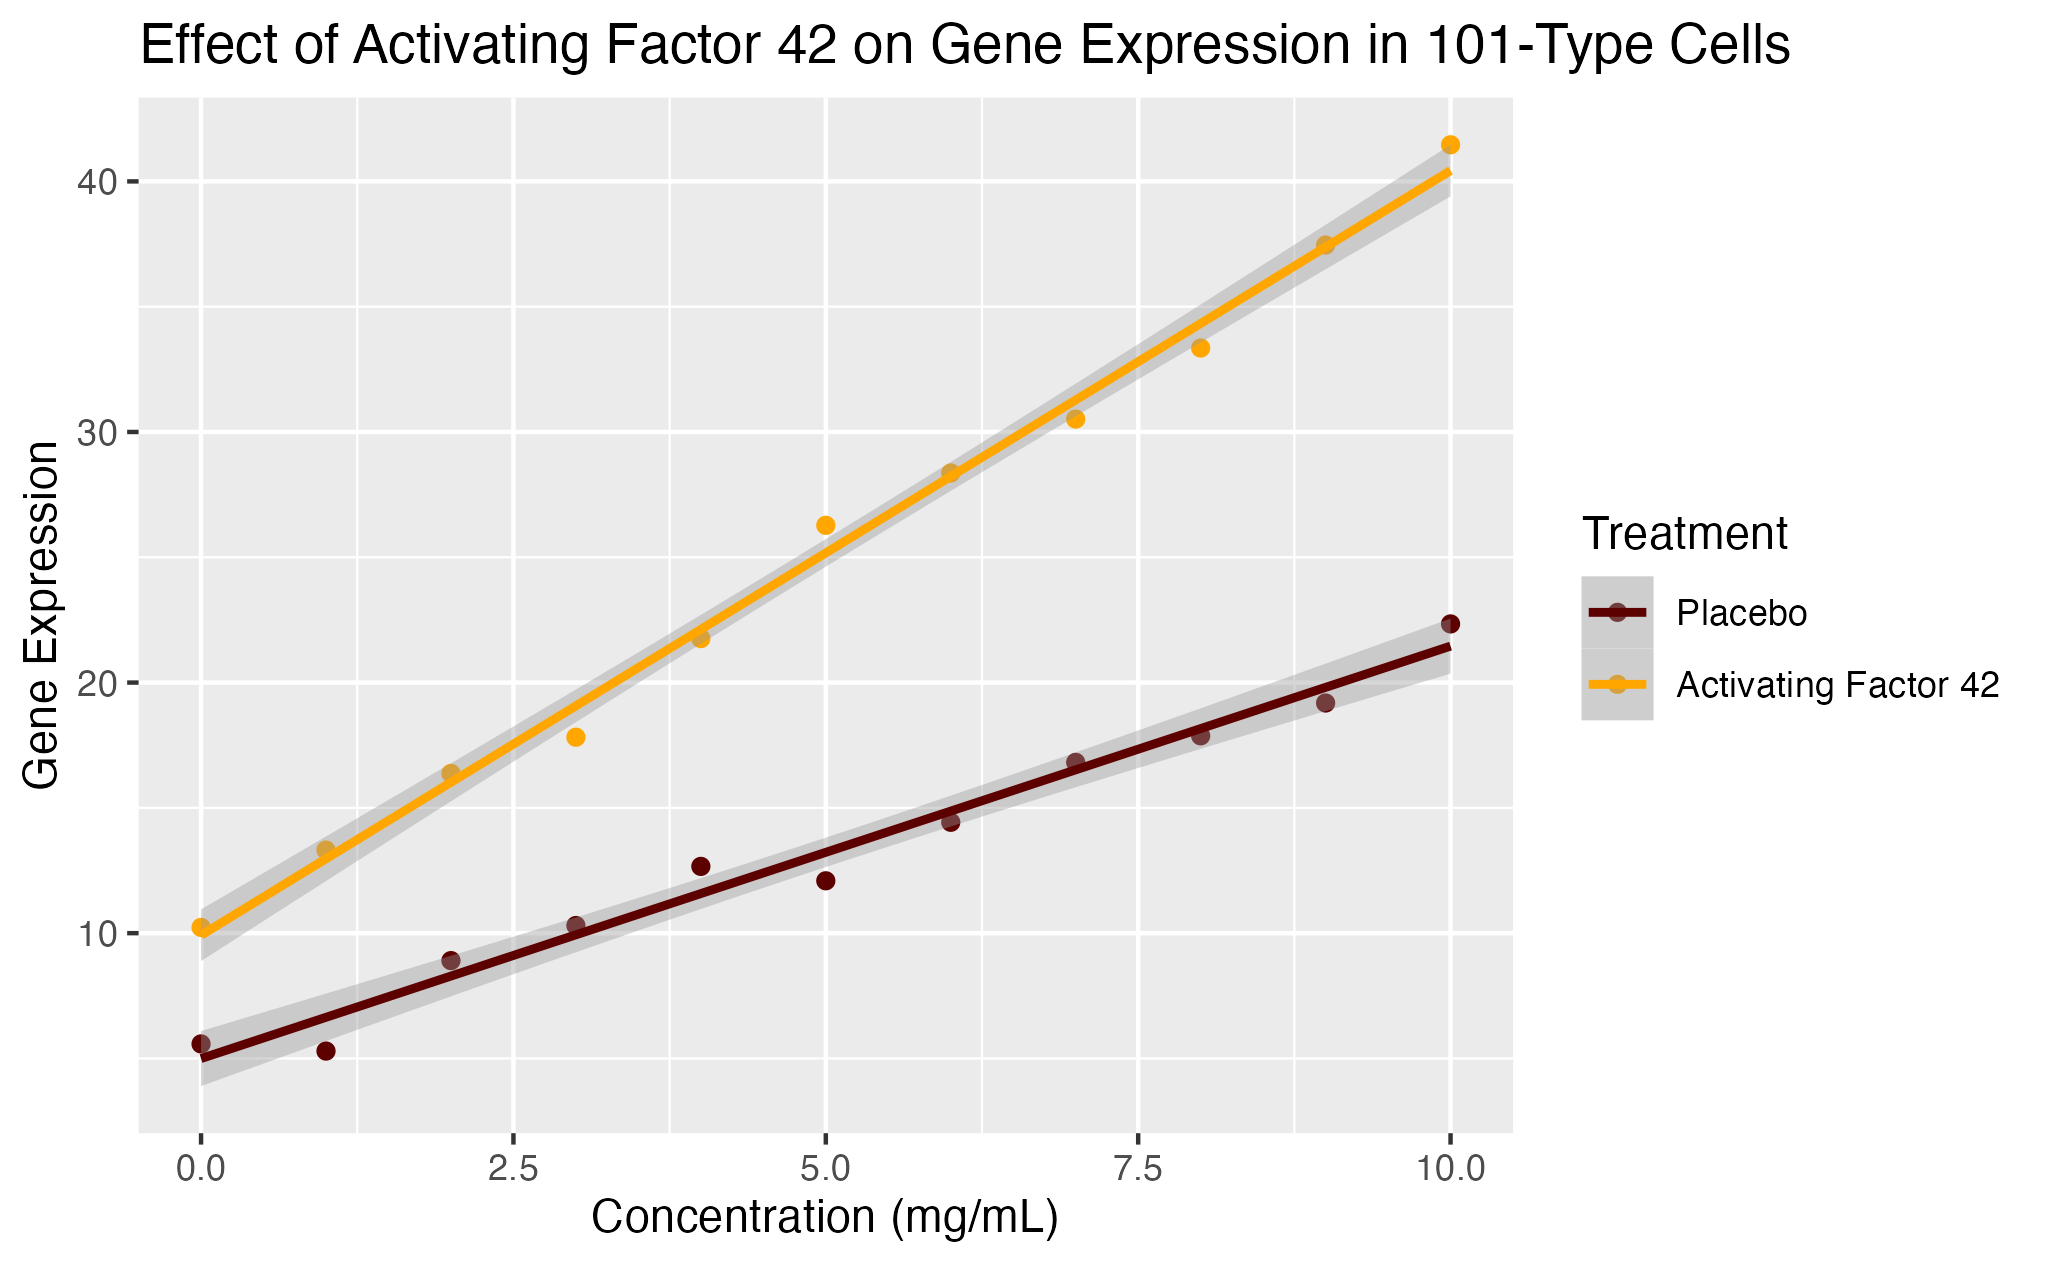 Effect of Activating Factor 42 on Gene Expression in 101-Type Cells
Gene Expression
40
30
20
10
0.0 2.5 5.0 7.5 10.0
Concentration (mg/mL)
Treatment
Placebo
Activating Factor 42